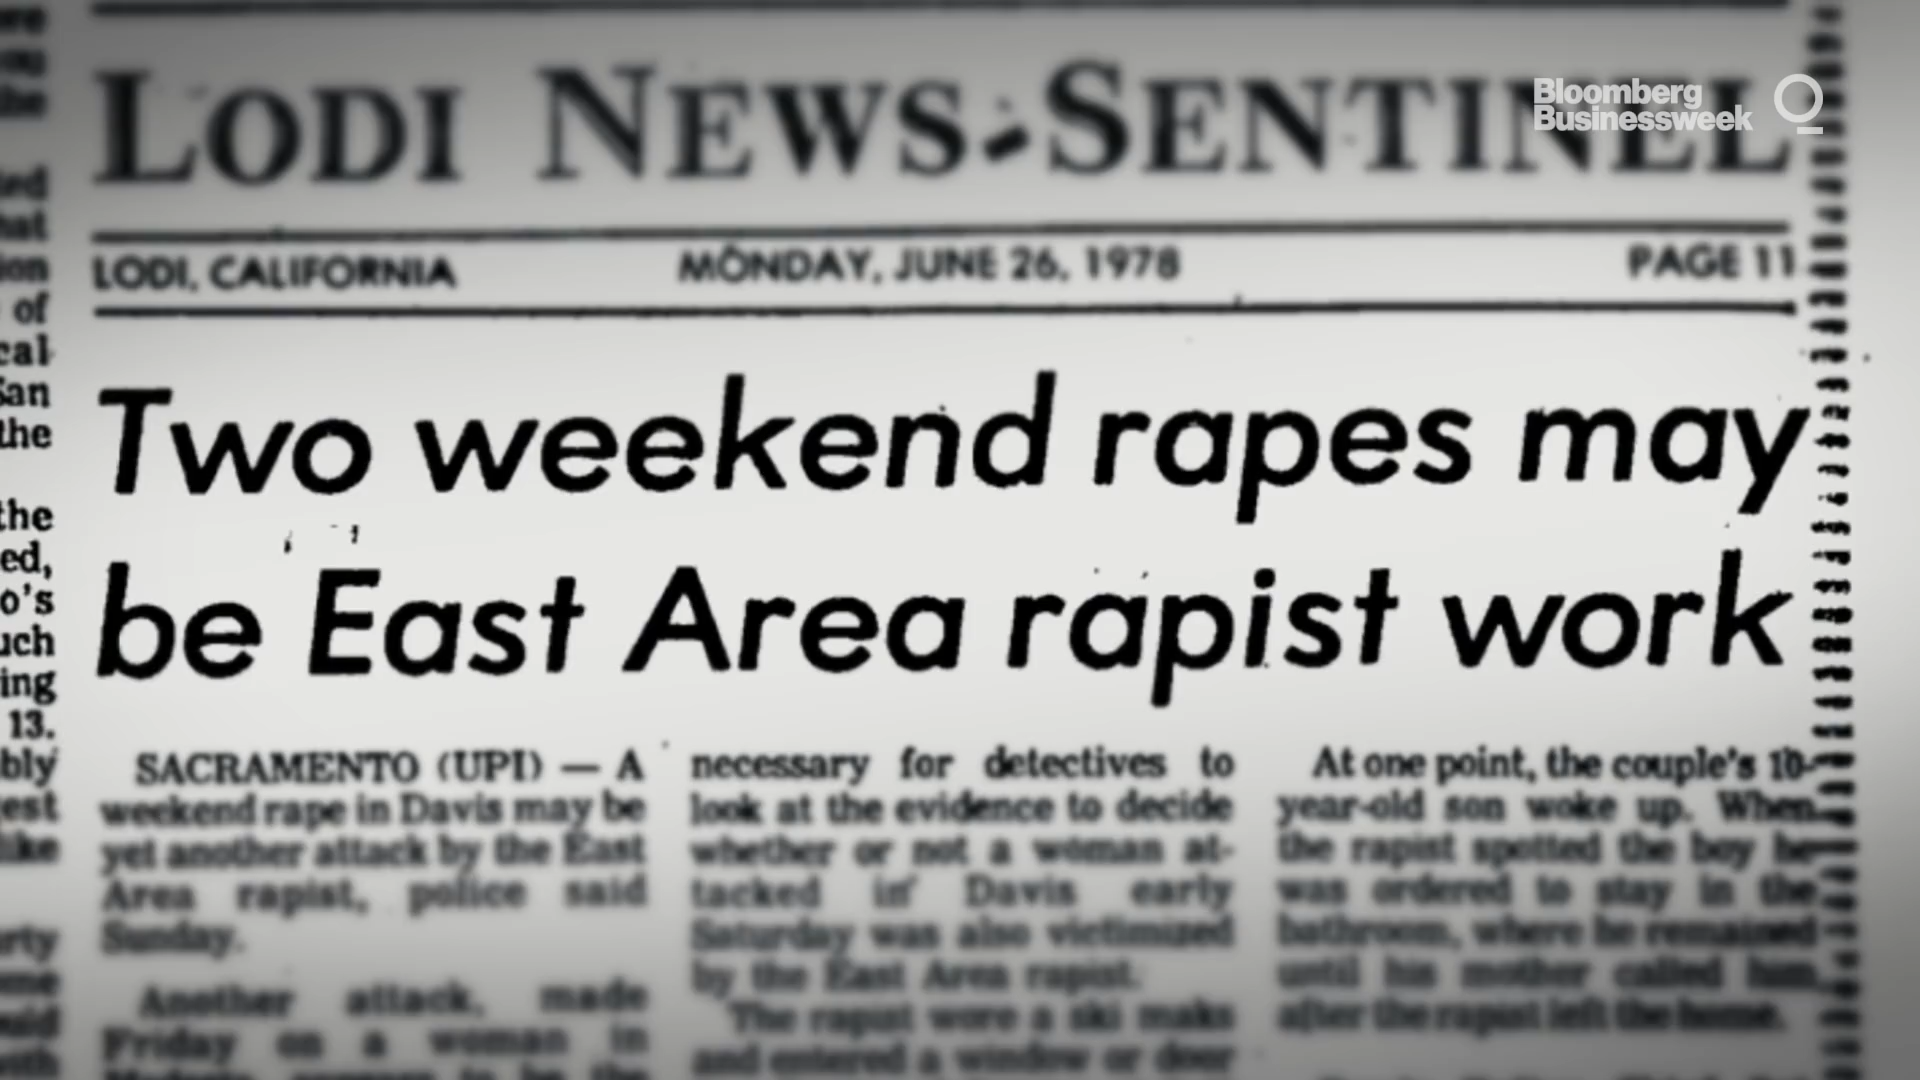 LODI NEWS-SENTINEL
Bloomberg
Businessweek
LODI, CALIFORNIA MONDAY, JUNE 26, 1978 PAGE 11
Two weekend rapes may
be East Area rapist work
SACRAMENTO (UPI) — A
weekend rape in Davis may be
yet another attack by the East
Area rapist, police said
Sunday.
Another attack, made
Friday on a woman in
necessary for detectives to
look at the evidence to decide
whether or not a woman at-
tacked in Davis early
Saturday was also victimized
by the East Area rapist.
The rapist wore a ski maks
and entered a window or door
At one point, the couple's 10-
year-old son woke up. When
the rapist spotted the boy he
was ordered to stay in the
bathroom, where he remained
until his mother called him
after the rapist left the home.
of
the
the
13.